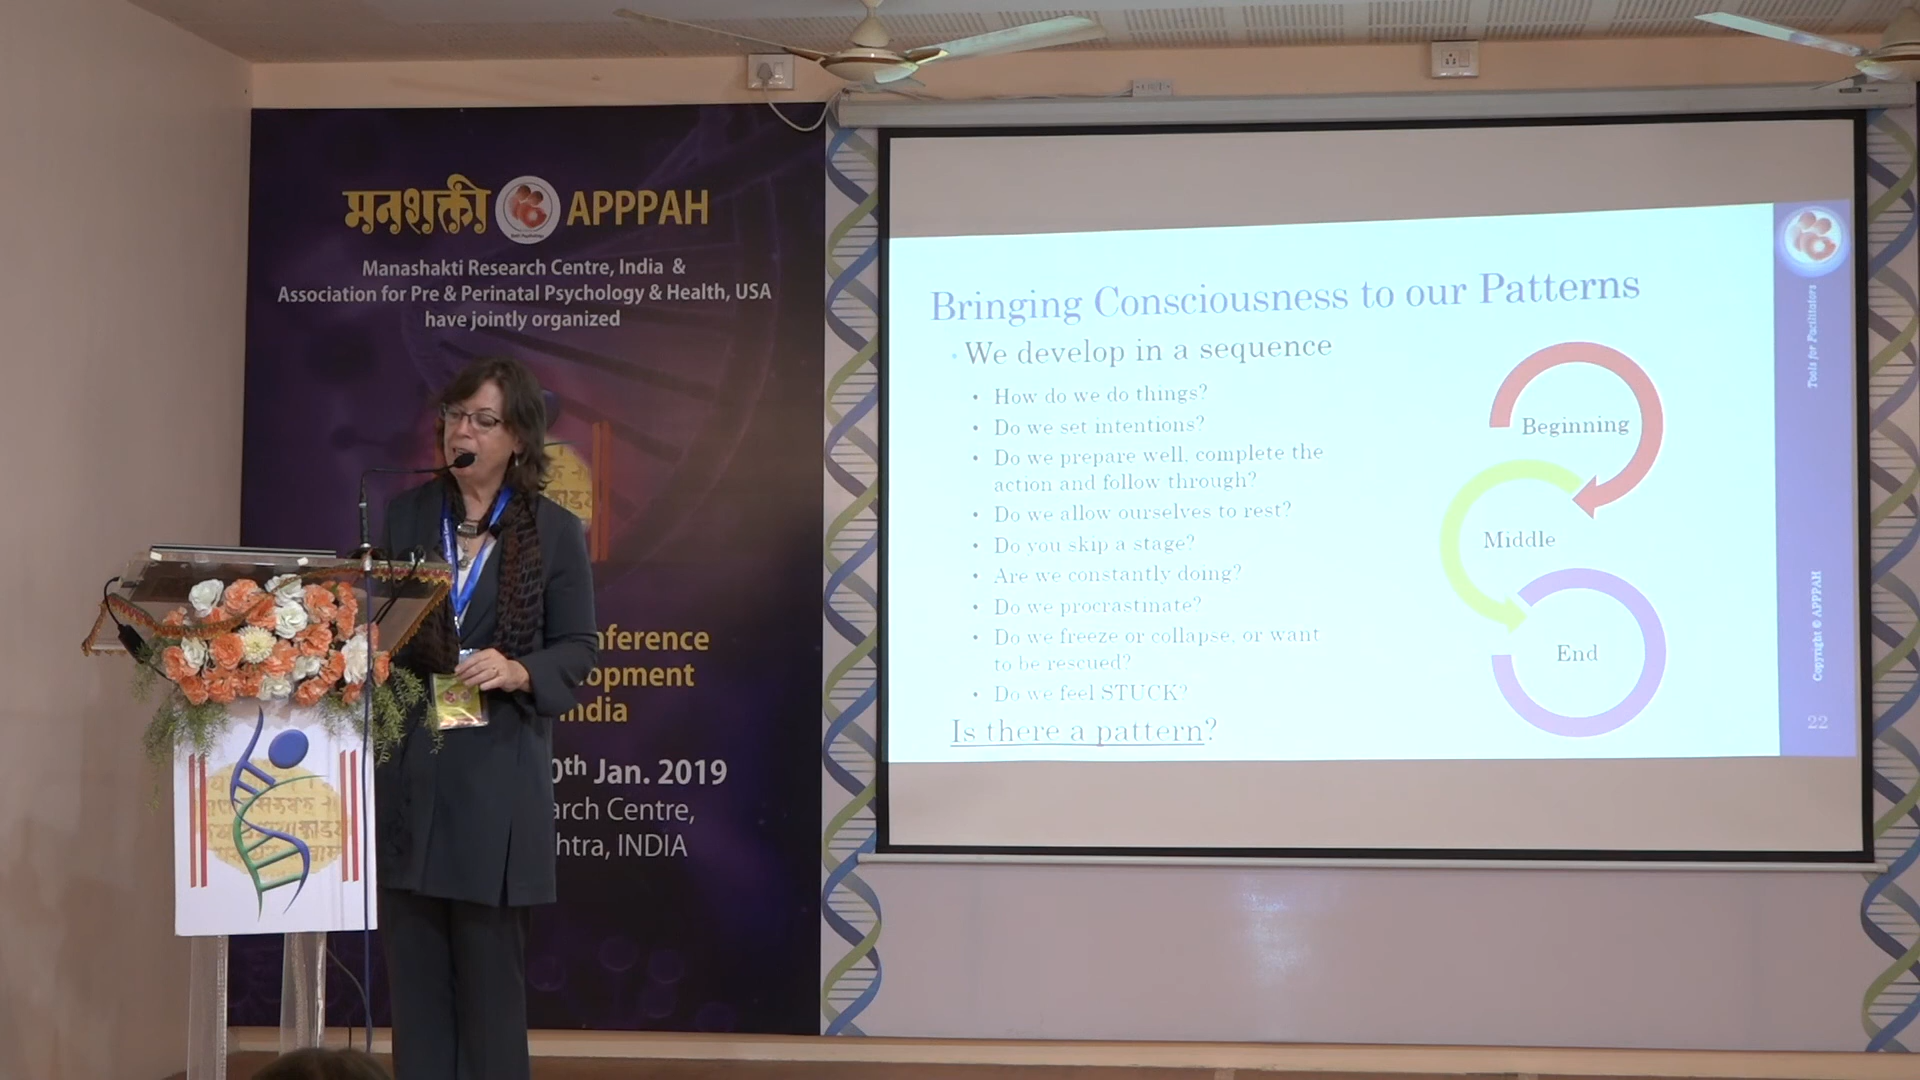 मनशक्ती APPPAH
Manashakti Research Centre, India &
Association for Pre & Perinatal Psychology & Health, USA
have jointly organized
nference
opment
India
0th Jan. 2019
arch Centre,
htra, INDIA
Bringing Consciousness to our Patterns
• We develop in a sequence
• How do we do things?
• Do we set intentions?
• Do we prepare well, complete the
action and follow through?
• Do we allow ourselves to rest?
• Do you skip a stage?
• Are we constantly doing?
• Do we procrastinate?
• Do we freeze or collapse, or want
to be rescued?
• Do we feel STUCK?
Is there a pattern?
Beginning
Middle
End
Tools for Facilitators
Copyright © APPPAH
22